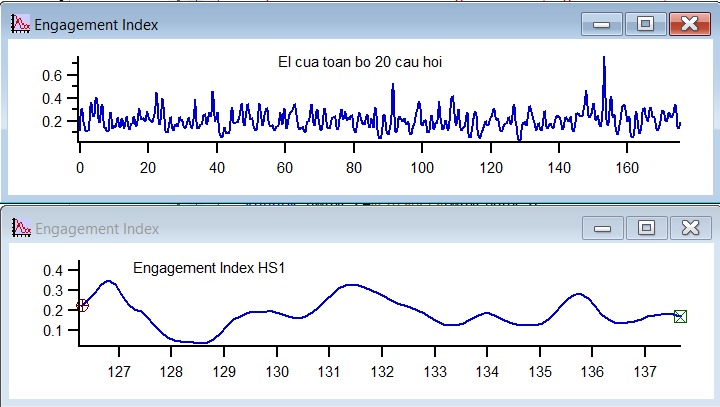 Engagement Index
EI cua toan bo 20 cau hoi
0.6
0.4
0.2
0 20 40 60 80 100 120 140 160
Engagement Index
Engagement Index HS1
0.4
0.3
0.2
0.1
127 128 129 130 131 132 133 134 135 136 137